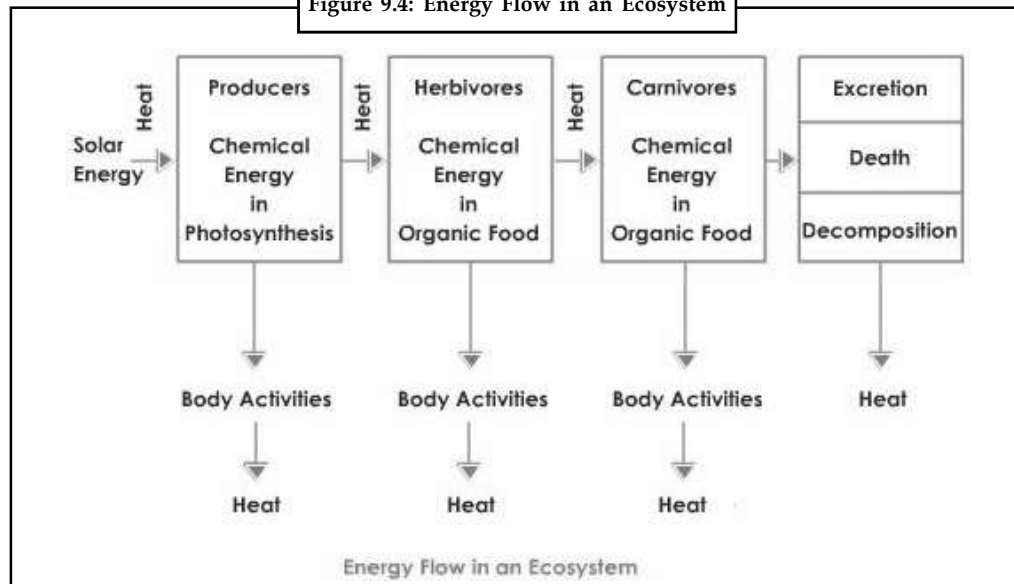 Figure 9.4: Energy Flow in an Ecosystem
Heat
Solar
Energy
Producers
Chemical
Energy
in
Photosynthesis
Heat
Herbivores
Chemical
Energy
in
Organic Food
Heat
Carnivores
Chemical
Energy
in
Organic Food
Excretion
Death
Decomposition
Body Activities
Body Activities
Body Activities
Heat
Heat
Heat
Heat
Energy Flow in an Ecosystem